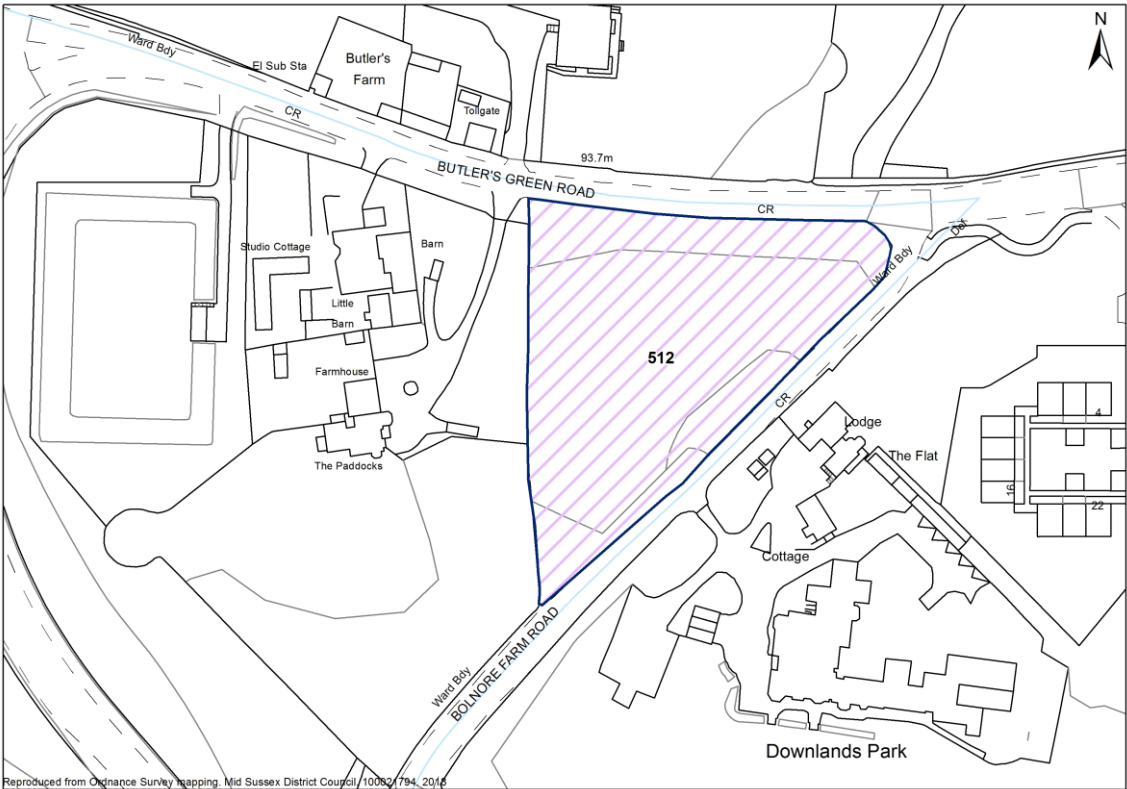 N
Ward Bdy
El Sub Sta
Butler's
Farm
CR
Tollgate
93.7m
BUTLER'S GREEN ROAD
CR
Def
Ward Bdy
Studio Cottage
Barn
Little
Barn
512
Farmhouse
CR
Lodge
4
The Flat
The Paddocks
16
22
Cottage
Ward Bdy
BOLNORE FARM ROAD
Downlands Park
Reproduced from Ordnance Survey mapping. Mid Sussex District Council. 100021794. 2018